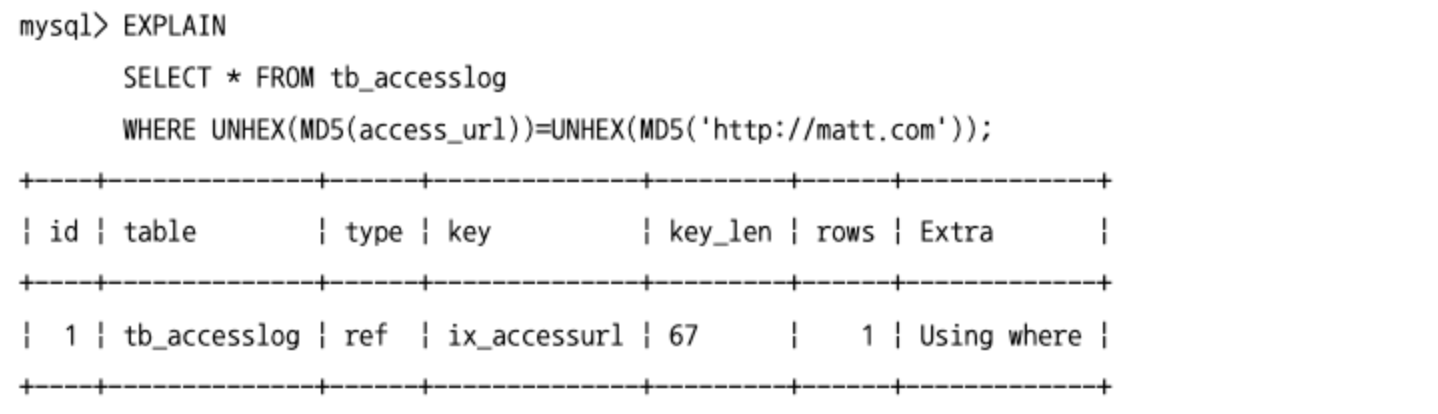 mysql> EXPLAIN
SELECT * FROM tb_accesslog
WHERE UNHEX(MD5(access_url))=UNHEX(MD5('http://matt.com'));
+----+--------------+------+--------------+---------+------+-------------+
¦ id ¦ table        ¦ type ¦ key          ¦ key_len ¦ rows ¦ Extra       ¦
+----+--------------+------+--------------+---------+------+-------------+
¦  1 ¦ tb_accesslog ¦ ref  ¦ ix_accessurl ¦ 67      ¦    1 ¦ Using where ¦
+----+--------------+------+--------------+---------+------+-------------+